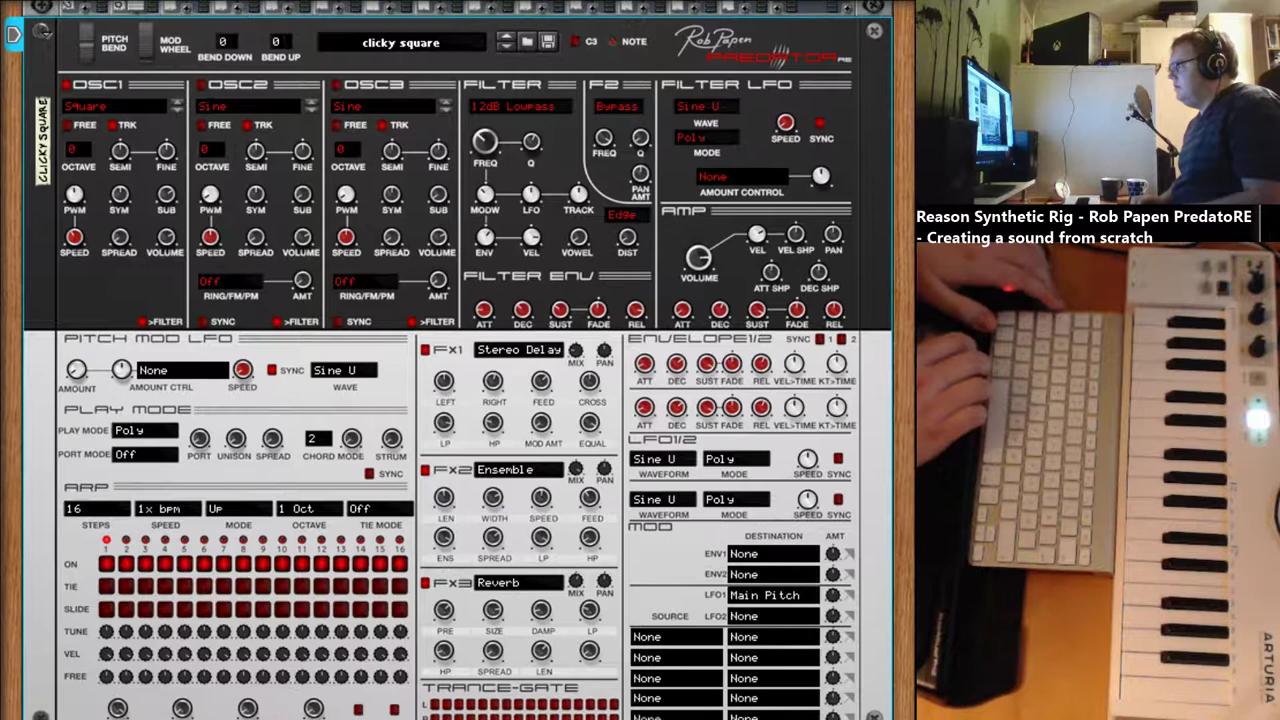 PITCH BEND
MOD WHEEL
0
BEND DOWN
0
BEND UP
clicky square
C3
NOTE
Rob Papen
PREDATOR RE
CLICKY SQUARE
OSC1
Square
FREE TRK
0
OCTAVE SEMI FINE
PWM SYM SUB
SPEED SPREAD VOLUME
>FILTER
OSC2
Sine
FREE TRK
0
OCTAVE SEMI FINE
PWM SYM SUB
SPEED SPREAD VOLUME
Off
RING/FM/PM AMT
SYNC >FILTER
OSC3
Sine
FREE TRK
0
OCTAVE SEMI FINE
PWM SYM SUB
SPEED SPREAD VOLUME
Off
RING/FM/PM AMT
SYNC >FILTER
FILTER
12dB Lowpass
FREQ Q
MODW LFO TRACK
ENV VEL VOWEL
F2
Bypass
FREQ Q
PAN AMT
Edge
DIST
FILTER ENV
ATT DEC SUST FADE REL
FILTER LFO
Sine U
WAVE
Poly
MODE
SPEED SYNC
None
AMOUNT CONTROL
AMP
VOLUME
VEL VEL SHP PAN
ATT SHP DEC SHP
ATT DEC SUST FADE REL
PITCH MOD LFO
None
AMOUNT AMOUNT CTRL SPEED
SYNC
Sine U
WAVE
PLAY MODE
PLAY MODE Poly
PORT MODE Off
PORT UNISON SPREAD
2
CHORD MODE STRUM
SYNC
ARP
16 1x bpm Up 1 Oct Off
STEPS SPEED MODE OCTAVE TIE MODE
1 2 3 4 5 6 7 8 9 10 11 12 13 14 15 16
ON
TIE
SLIDE
TUNE
VEL
FREE
FX1 Stereo Delay
MIX PAN
LEFT RIGHT FEED CROSS
LP HP MOD AMT EQUAL
FX2 Ensemble
MIX PAN
LEN WIDTH SPEED FEED
ENS SPREAD LP HP
FX3 Reverb
MIX PAN
PRE SIZE DAMP LP
HP SPREAD LEN
TRANCE-GATE
L
ENVELOPE1/2 SYNC 1 2
ATT DEC SUST FADE REL VEL>TIME KT>TIME
ATT DEC SUST FADE REL VEL>TIME KT>TIME
LFO1/2
Sine U Poly
WAVEFORM MODE SPEED SYNC
Sine U Poly
WAVEFORM MODE SPEED SYNC
MOD
DESTINATION AMT
ENV1 None
ENV2 None
LFO1 Main Pitch
SOURCE LFO2 None
None None
None None
None None
None None
None None
Reason Synthetic Rig - Rob Papen PredatoRE
- Creating a sound from scratch
ARTURIA